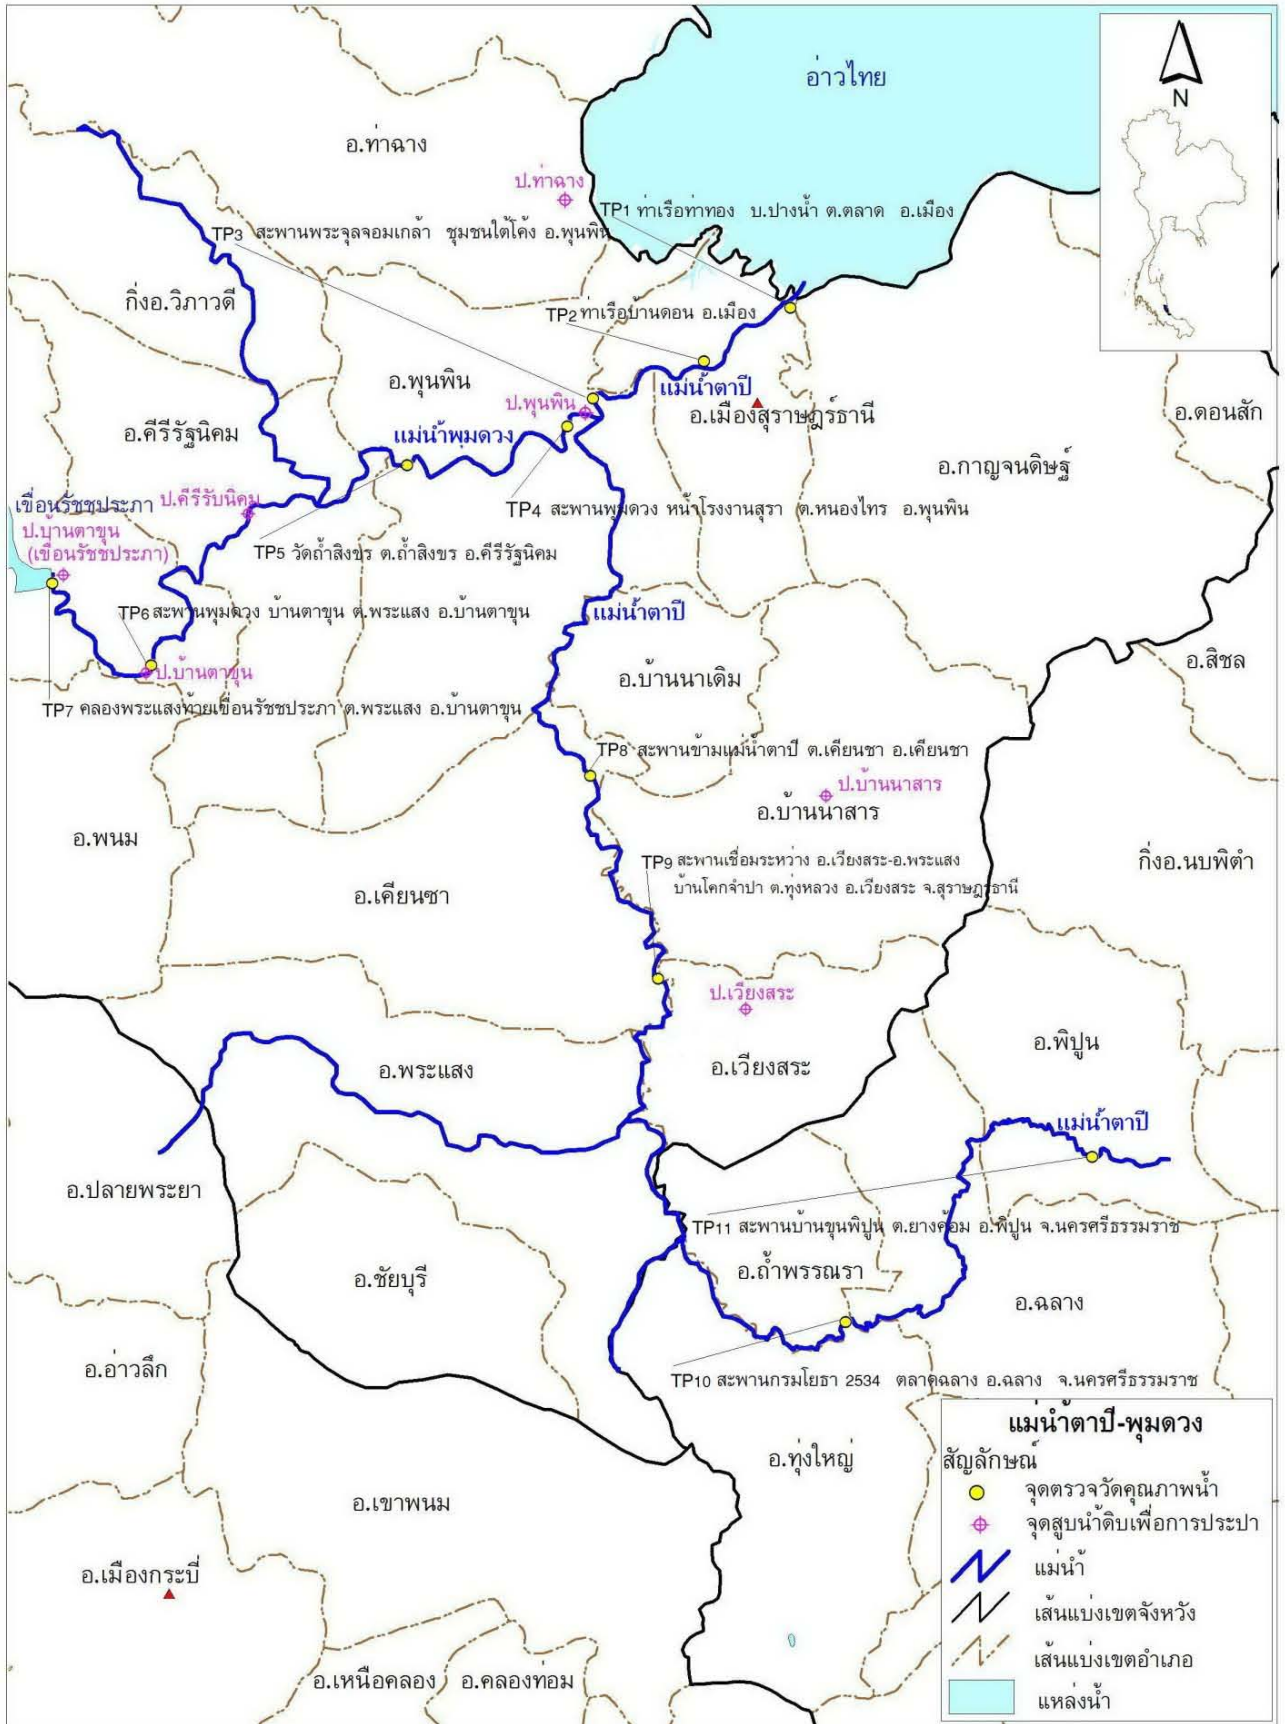 อ่าวไทย
N
อ.ท่าฉาง
ป.ท่าฉาง
TP1 ท่าเรือท่าทอง บ.ปางน้ำ ต.ตลาด อ.เมือง
TP3 สะพานพระจุลจอมเกล้า ชุมชนใต้โค้ง อ.พุนพิน
กิ่งอ.วิภาวดี
TP2 ท่าเรือบ้านดอน อ.เมือง
อ.พุนพิน
แม่น้ำตาปี
ป.พุนพิน
อ.เมืองสุราษฎร์ธานี
อ.ดอนสัก
อ.คีรีรัฐนิคม
แม่น้ำพุมดวง
อ.กาญจนดิษฐ์
เขื่อนรัชชประภา
ป.คีรีรับนิคม
TP4 สะพานพุมดวง หน้าโรงงานสุรา ต.หนองไทร อ.พุนพิน
ป.บ้านตาขุน
(เขื่อนรัชชประภา)
TP5 วัดถ้ำสิงขร ต.ถ้ำสิงขร อ.คีรีรัฐนิคม
TP6 สะพานพุมดวง บ้านตาขุน ต.พระแสง อ.บ้านตาขุน
แม่น้ำตาปี
อ.สิชล
ป.บ้านตาขุน
อ.บ้านนาเดิม
TP7 คลองพระแสงท้ายเขื่อนรัชชประภา ต.พระแสง อ.บ้านตาขุน
TP8 สะพานข้ามแม่น้ำตาปี ต.เคียนชา อ.เคียนชา
ป.บ้านนาสาร
อ.บ้านนาสาร
อ.พนม
TP9 สะพานเชื่อมระหว่าง อ.เวียงสระ-อ.พระแสง
บ้านโคกจำปา ต.ทุ่งหลวง อ.เวียงสระ จ.สุราษฎรธานี
กิ่งอ.นบพิตำ
อ.เคียนซา
ป.เวียงสระ
อ.พิปูน
อ.พระแสง
อ.เวียงสระ
แม่น้ำตาปี
อ.ปลายพระยา
TP11 สะพานบ้านขุนพิปูน ต.ยางค้อม อ.พิปูน จ.นครศรีธรรมราช
อ.ถ้ำพรรณรา
อ.ชัยบุรี
อ.ฉลาง
อ.อ่าวลึก
TP10 สะพานกรมโยธา 2534 ตลาดฉลาง อ.ฉลาง จ.นครศรีธรรมราช
อ.ทุ่งใหญ่
อ.เขาพนม
อ.เมืองกระบี่
อ.เหนือคลอง
อ.คลองท่อม
แม่น้ำตาปี-พุมดวง
สัญลักษณ์
จุดตรวจวัดคุณภาพน้ำ
จุดสูบน้ำดิบเพื่อการประปา
แม่น้ำ
เส้นแบ่งเขตจังหวัง
เส้นแบ่งเขตอำเภอ
แหล่งน้ำ